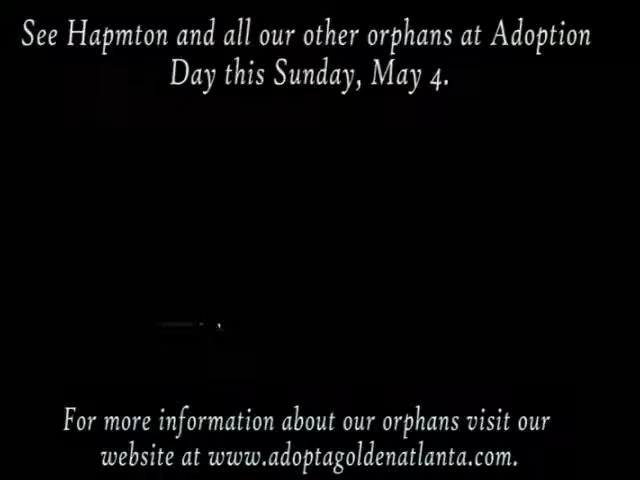 See Hapmton and all our other orphans at Adoption
Day this Sunday, May 4.
For more information about our orphans visit our
website at www.adoptagoldenatlanta.com.